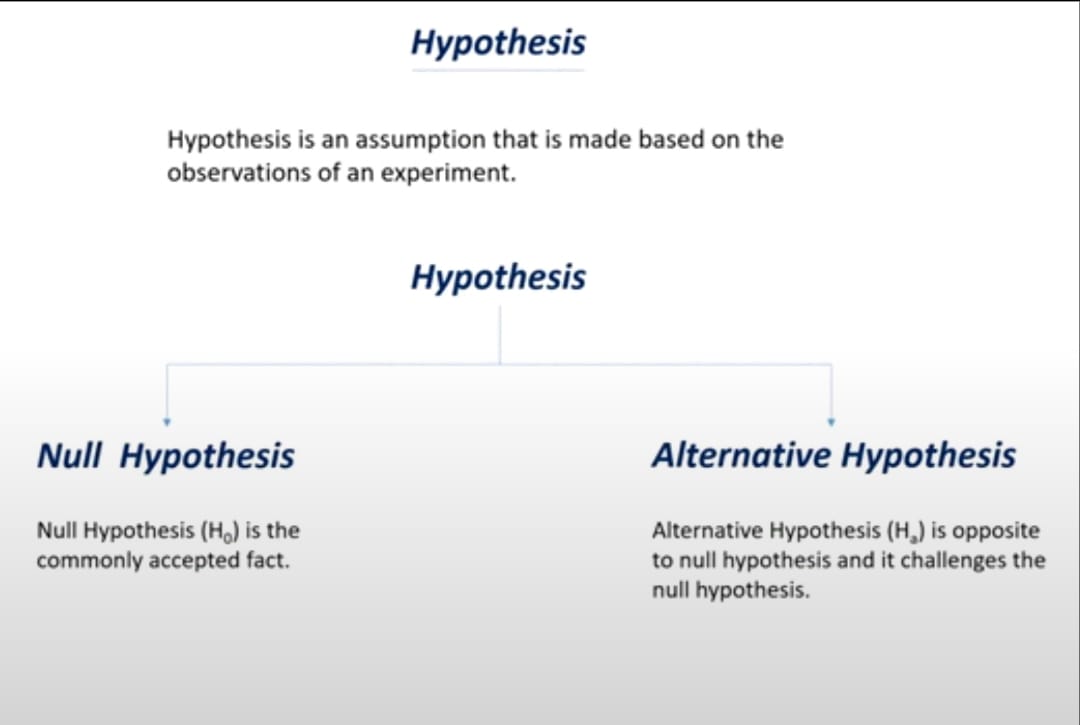 Hypothesis
Hypothesis is an assumption that is made based on the
observations of an experiment.
Hypothesis
Null Hypothesis
Null Hypothesis (H₀) is the
commonly accepted fact.
Alternative Hypothesis
Alternative Hypothesis (Hₐ) is opposite
to null hypothesis and it challenges the
null hypothesis.